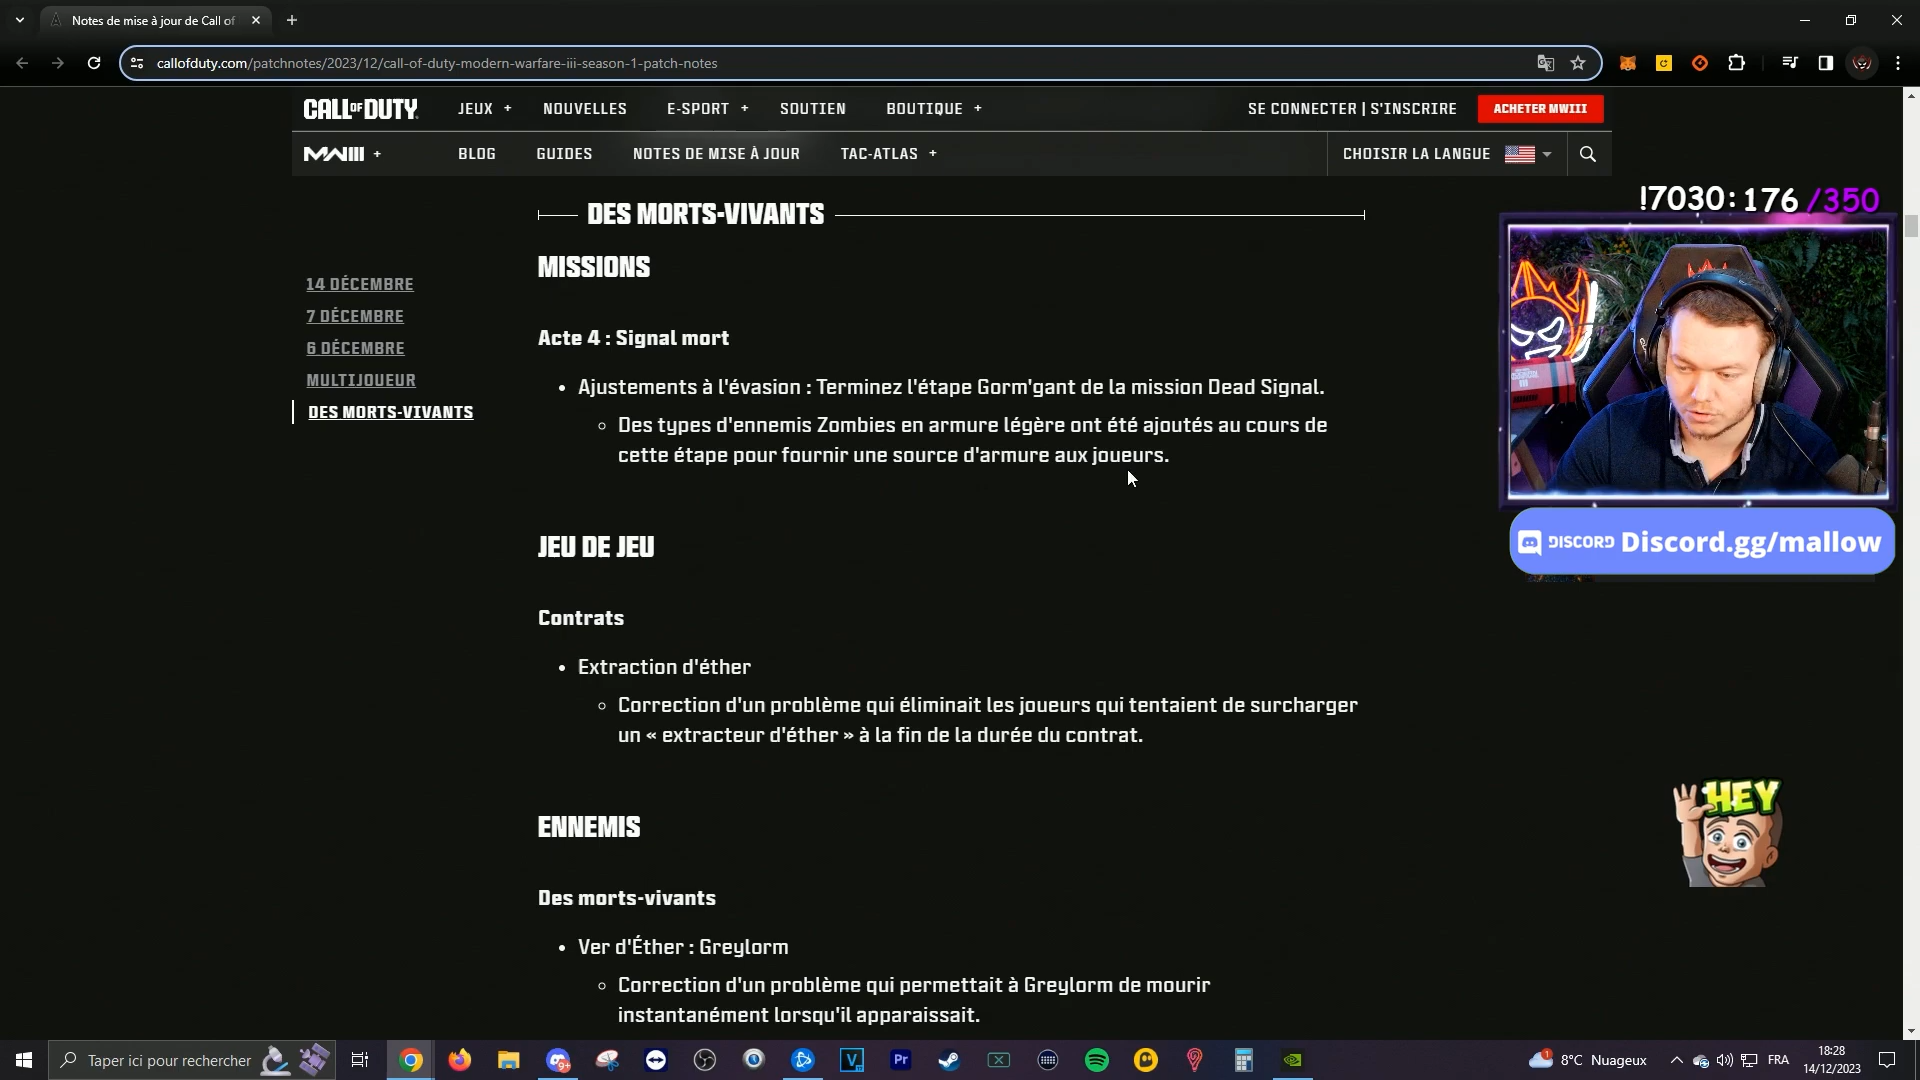 Notes de mise à jour de Call of
callofduty.com/patchnotes/2023/12/call-of-duty-modern-warfare-iii-season-1-patch-notes
CALL OF DUTY
JEUX +
NOUVELLES
E-SPORT +
SOUTIEN
BOUTIQUE +
SE CONNECTER | S'INSCRIRE
ACHETER MWIII
MWIII +
BLOG
GUIDES
NOTES DE MISE À JOUR
TAC-ATLAS +
CHOISIR LA LANGUE
!7030: 176 /350
14 DÉCEMBRE
7 DÉCEMBRE
6 DÉCEMBRE
MULTIJOUEUR
DES MORTS-VIVANTS
DES MORTS-VIVANTS
MISSIONS
Acte 4 : Signal mort
• Ajustements à l'évasion : Terminez l'étape Gorm'gant de la mission Dead Signal.
Des types d'ennemis Zombies en armure légère ont été ajoutés au cours de
cette étape pour fournir une source d'armure aux joueurs.
JEU DE JEU
Contrats
• Extraction d'éther
Correction d'un problème qui éliminait les joueurs qui tentaient de surcharger
un « extracteur d'éther » à la fin de la durée du contrat.
ENNEMIS
Des morts-vivants
• Ver d'Éther : Greylorm
Correction d'un problème qui permettait à Greylorm de mourir
instantanément lorsqu'il apparaissait.
DISCORD Discord.gg/mallow
HEY
Taper ici pour rechercher
9+
V
Pr
1
8°C Nuageux
FRA
18:28
14/12/2023